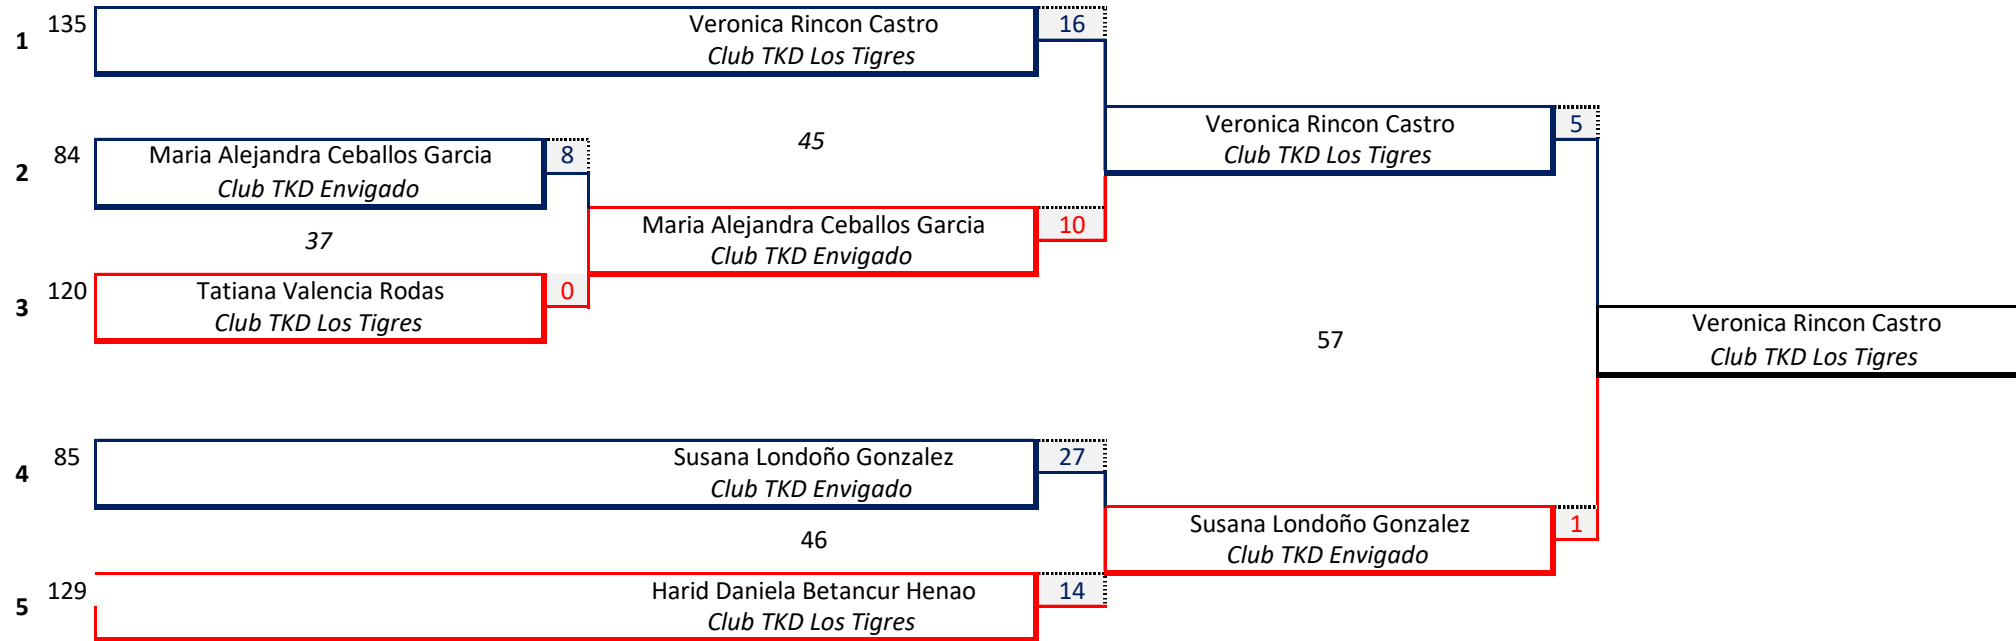 1 135 Veronica Rincon Castro 16
Club TKD Los Tigres
45
2 84 Maria Alejandra Ceballos Garcia 8
Club TKD Envigado
37
Maria Alejandra Ceballos Garcia 10
Club TKD Envigado
3 120 Tatiana Valencia Rodas 0
Club TKD Los Tigres
Veronica Rincon Castro 5
Club TKD Los Tigres
57
Veronica Rincon Castro
Club TKD Los Tigres
4 85 Susana Londoño Gonzalez 27
Club TKD Envigado
46
Susana Londoño Gonzalez 1
Club TKD Envigado
5 129 Harid Daniela Betancur Henao 14
Club TKD Los Tigres